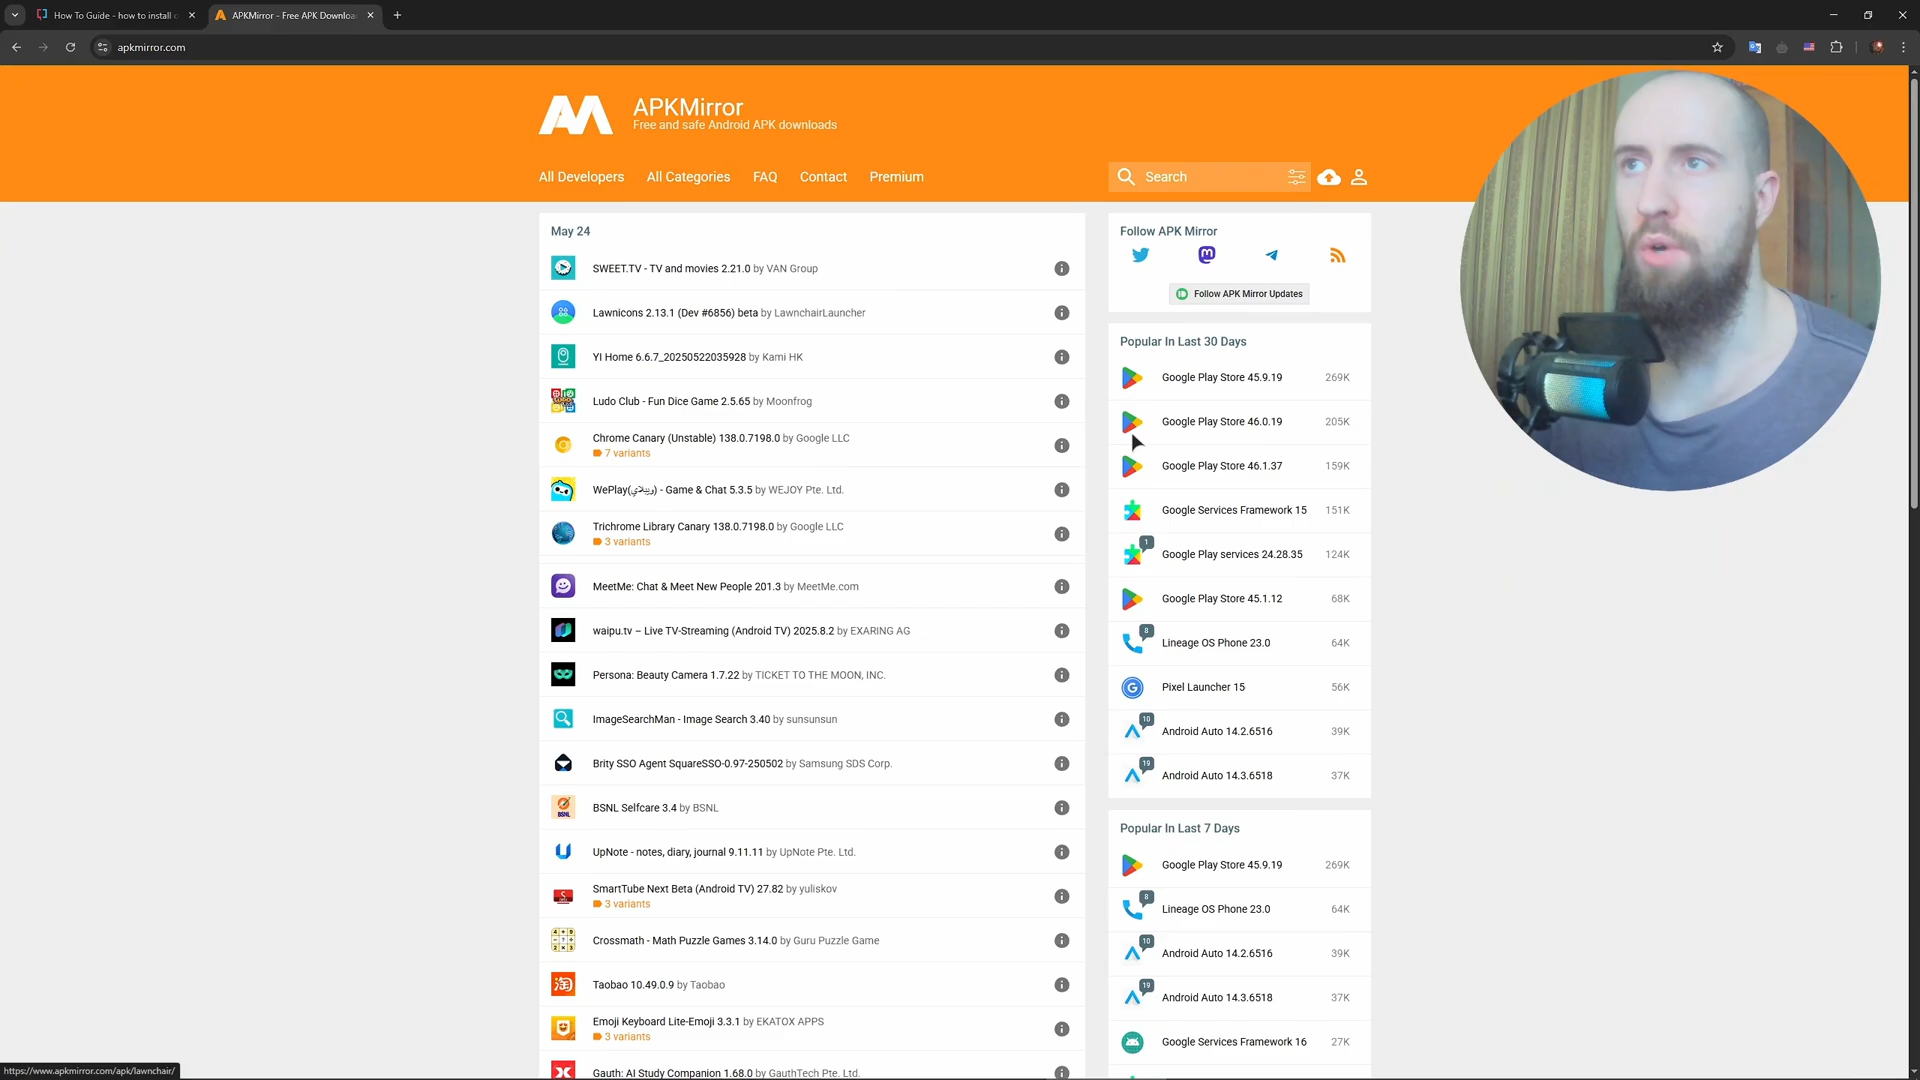 How To Guide - how to install o
APKMirror - Free APK Downloa
apkmirror.com
APKMirror
Free and safe Android APK downloads
All Developers
All Categories
FAQ
Contact
Premium
Search
May 24
SWEET.TV - TV and movies 2.21.0 by VAN Group
Lawnicons 2.13.1 (Dev #6856) beta by LawnchairLauncher
YI Home 6.6.7_20250522035928 by Kami HK
Ludo Club - Fun Dice Game 2.5.65 by Moonfrog
Chrome Canary (Unstable) 138.0.7198.0 by Google LLC
7 variants
WePlay(ويبلاي) - Game & Chat 5.3.5 by WEJOY Pte. Ltd.
Trichrome Library Canary 138.0.7198.0 by Google LLC
3 variants
MeetMe: Chat & Meet New People 201.3 by MeetMe.com
waipu.tv – Live TV-Streaming (Android TV) 2025.8.2 by EXARING AG
Persona: Beauty Camera 1.7.22 by TICKET TO THE MOON, INC.
ImageSearchMan - Image Search 3.40 by sunsunsun
Brity SSO Agent SquareSSO-0.97-250502 by Samsung SDS Corp.
BSNL Selfcare 3.4 by BSNL
UpNote - notes, diary, journal 9.11.11 by UpNote Pte. Ltd.
SmartTube Next Beta (Android TV) 27.82 by yuliskov
3 variants
Crossmath - Math Puzzle Games 3.14.0 by Guru Puzzle Game
Taobao 10.49.0.9 by Taobao
Emoji Keyboard Lite-Emoji 3.3.1 by EKATOX APPS
3 variants
Gauth: AI Study Companion 1.68.0 by GauthTech Pte. Ltd.
Follow APK Mirror
Follow APK Mirror Updates
Popular In Last 30 Days
Google Play Store 45.9.19 269K
Google Play Store 46.0.19 205K
Google Play Store 46.1.37 159K
Google Services Framework 15 151K
1
Google Play services 24.28.35 124K
Google Play Store 45.1.12 68K
8
Lineage OS Phone 23.0 64K
Pixel Launcher 15 56K
10
Android Auto 14.2.6516 39K
19
Android Auto 14.3.6518 37K
Popular In Last 7 Days
Google Play Store 45.9.19 269K
8
Lineage OS Phone 23.0 64K
10
Android Auto 14.2.6516 39K
19
Android Auto 14.3.6518 37K
Google Services Framework 16 27K
https://www.apkmirror.com/apk/lawnchair/